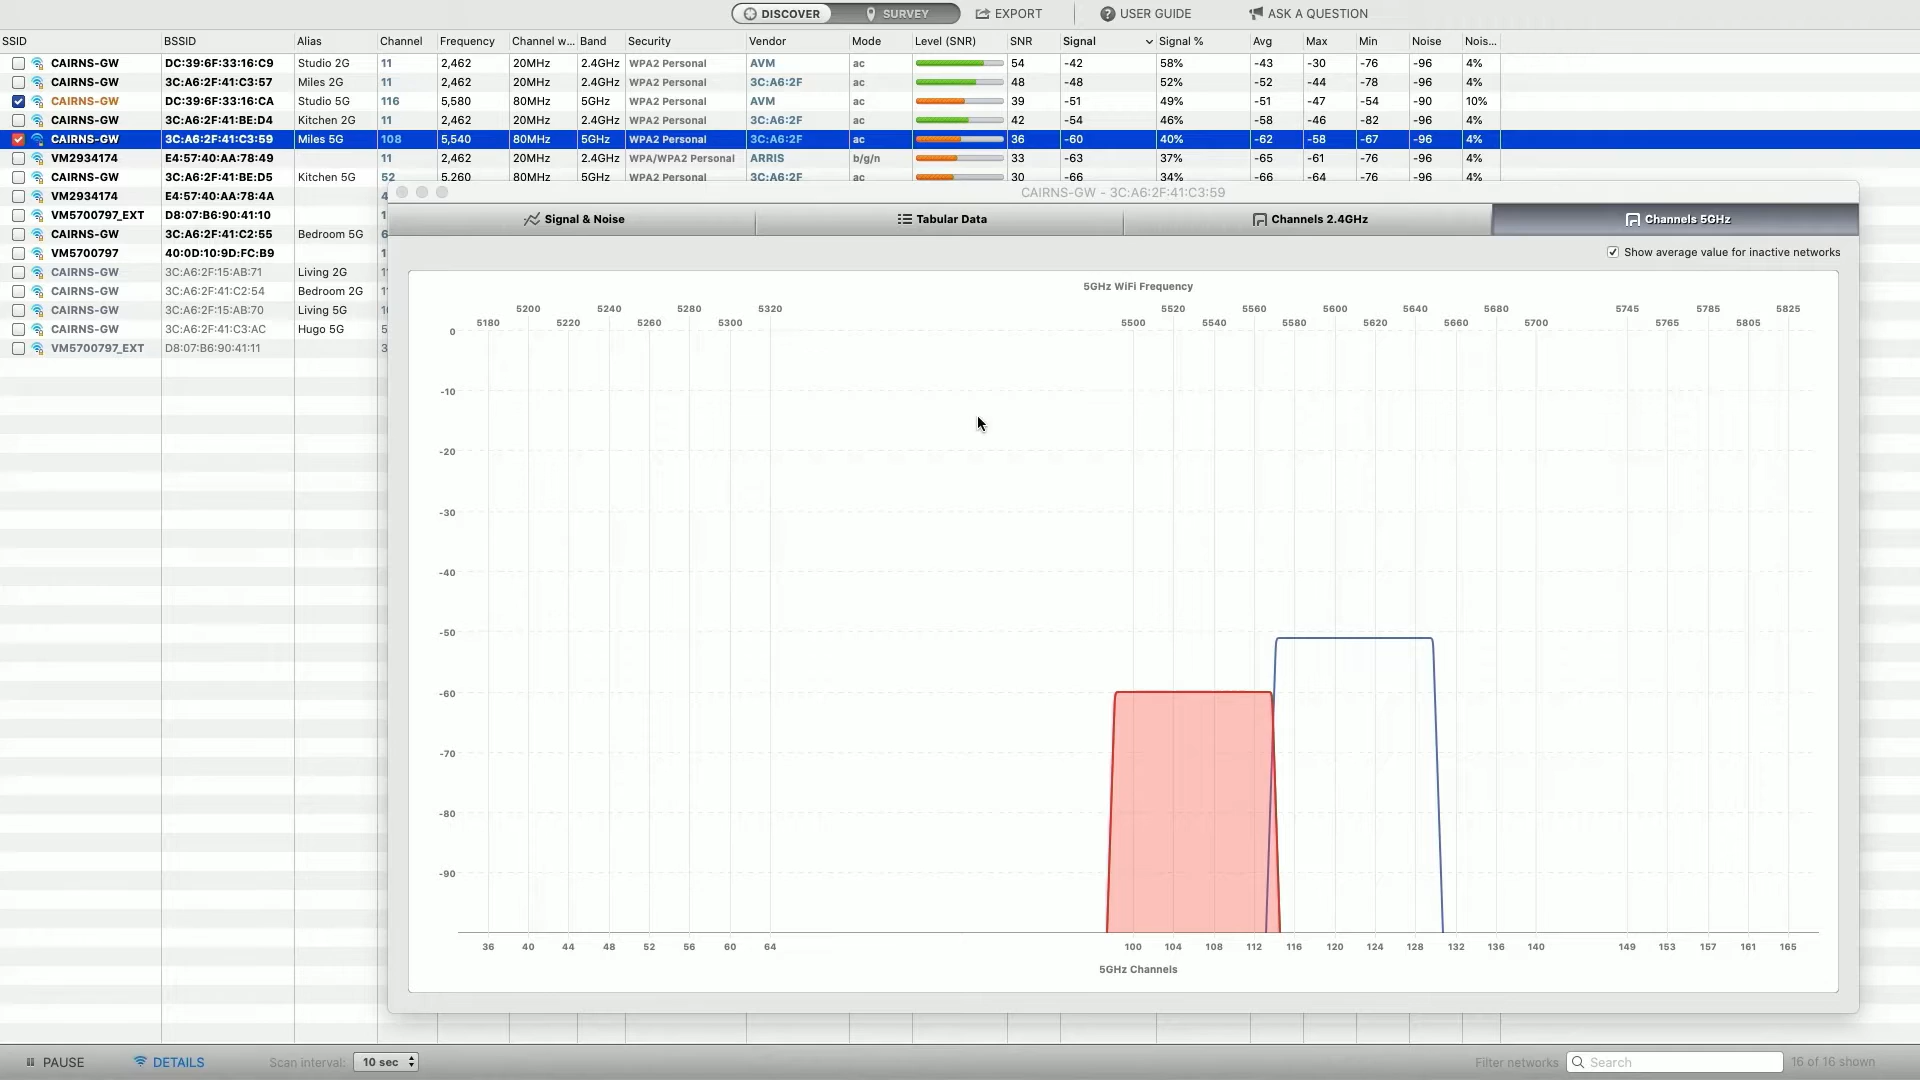 DISCOVER SURVEY EXPORT USER GUIDE ASK A QUESTION
SSID BSSID Alias Channel Frequency Channel w... Band Security Vendor Mode Level (SNR) SNR Signal Signal % Avg Max Min Noise Nois...
CAIRNS-GW DC:39:6F:33:16:C9 Studio 2G 11 2,462 20MHz 2.4GHz WPA2 Personal AVM ac 54 -42 58% -43 -30 -76 -96 4%
CAIRNS-GW 3C:A6:2F:41:C3:57 Miles 2G 11 2,462 20MHz 2.4GHz WPA2 Personal 3C:A6:2F ac 48 -48 52% -52 -44 -78 -96 4%
CAIRNS-GW DC:39:6F:33:16:CA Studio 5G 116 5,580 80MHz 5GHz WPA2 Personal AVM ac 39 -51 49% -51 -47 -54 -90 10%
CAIRNS-GW 3C:A6:2F:41:BE:D4 Kitchen 2G 11 2,462 20MHz 2.4GHz WPA2 Personal 3C:A6:2F ac 42 -54 46% -58 -46 -82 -96 4%
CAIRNS-GW 3C:A6:2F:41:C3:59 Miles 5G 108 5,540 80MHz 5GHz WPA2 Personal 3C:A6:2F ac 36 -60 40% -62 -58 -67 -96 4%
VM2934174 E4:57:40:AA:78:49 11 2,462 20MHz 2.4GHz WPA/WPA2 Personal ARRIS b/g/n 33 -63 37% -65 -61 -76 -96 4%
CAIRNS-GW 3C:A6:2F:41:BE:D5 Kitchen 5G 52 5,260 80MHz 5GHz WPA2 Personal 3C:A6:2F ac 30 -66 34% -66 -64 -76 -96 4%
VM2934174 E4:57:40:AA:78:4A 4
VM5700797_EXT D8:07:B6:90:41:10 1
CAIRNS-GW 3C:A6:2F:41:C2:55 Bedroom 5G 6
VM5700797 40:0D:10:9D:FC:B9 1
CAIRNS-GW 3C:A6:2F:15:AB:71 Living 2G 1
CAIRNS-GW 3C:A6:2F:41:C2:54 Bedroom 2G 1
CAIRNS-GW 3C:A6:2F:15:AB:70 Living 5G 1
CAIRNS-GW 3C:A6:2F:41:C3:AC Hugo 5G 5
VM5700797_EXT D8:07:B6:90:41:11 3
CAIRNS-GW - 3C:A6:2F:41:C3:59
Signal & Noise Tabular Data Channels 2.4GHz Channels 5GHz
Show average value for inactive networks
5GHz WiFi Frequency
5200 5240 5280 5320 5520 5560 5600 5640 5680 5745 5785 5825
5180 5220 5260 5300 5500 5540 5580 5620 5660 5700 5765 5805
0
-10
-20
-30
-40
-50
-60
-70
-80
-90
36 40 44 48 52 56 60 64 100 104 108 112 116 120 124 128 132 136 140 149 153 157 161 165
5GHz Channels
PAUSE DETAILS Scan interval: 10 sec Filter networks Search 16 of 16 shown